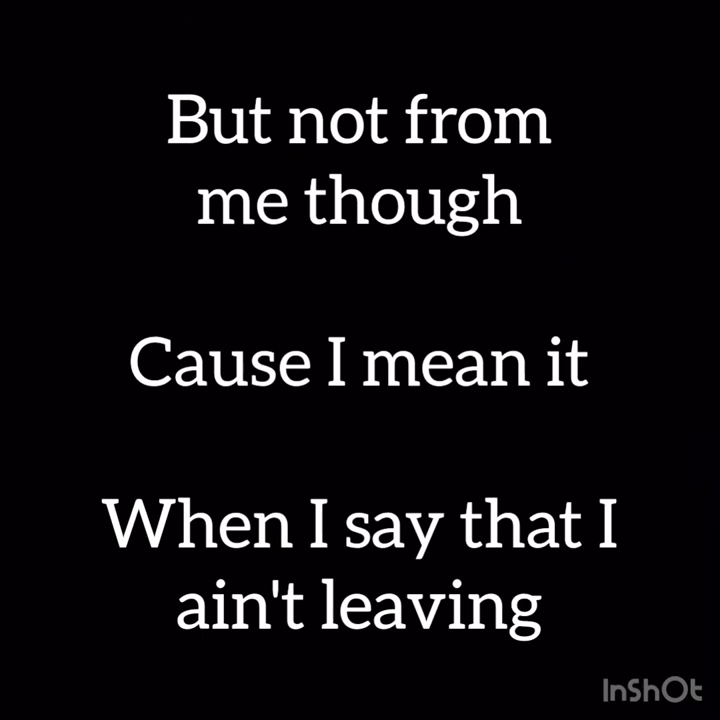 But not from
me though
Cause I mean it
When I say that I
ain't leaving
InShOt